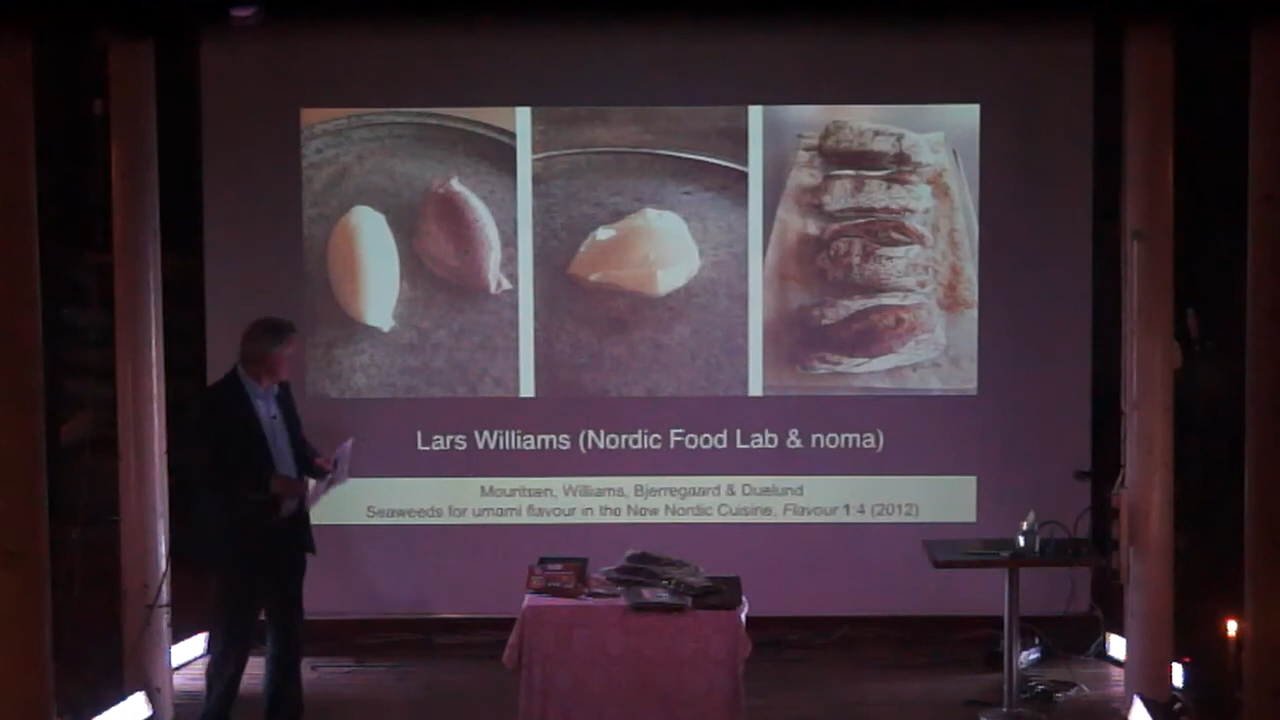 Lars Williams (Nordic Food Lab & noma)
Mouritsen, Williams, Bjerregaard & Duelund
Seaweeds for umami flavour in the New Nordic Cuisine, Flavour 1:4 (2012)